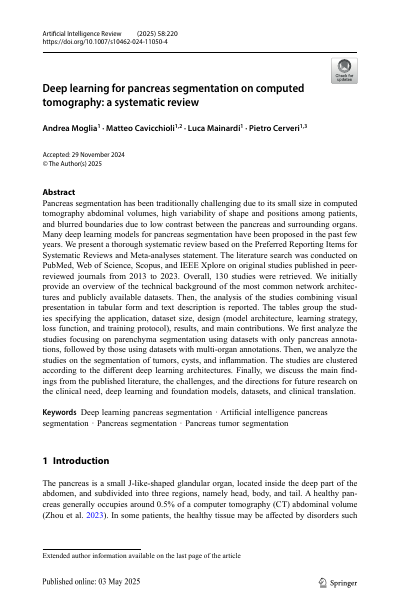 Artificial Intelligence Review (2025) 58:220
https://doi.org/10.1007/s10462-024-11050-4
Check for
updates
Deep learning for pancreas segmentation on computed
tomography: a systematic review
Andrea Moglia1 · Matteo Cavicchioli1,2 · Luca Mainardi1 · Pietro Cerveri1,3
Accepted: 29 November 2024
© The Author(s) 2025
Abstract
Pancreas segmentation has been traditionally challenging due to its small size in computed
tomography abdominal volumes, high variability of shape and positions among patients,
and blurred boundaries due to low contrast between the pancreas and surrounding organs.
Many deep learning models for pancreas segmentation have been proposed in the past few
years. We present a thorough systematic review based on the Preferred Reporting Items for
Systematic Reviews and Meta-analyses statement. The literature search was conducted on
PubMed, Web of Science, Scopus, and IEEE Xplore on original studies published in peer-
reviewed journals from 2013 to 2023. Overall, 130 studies were retrieved. We initially
provide an overview of the technical background of the most common network architec-
tures and publicly available datasets. Then, the analysis of the studies combining visual
presentation in tabular form and text description is reported. The tables group the stud-
ies specifying the application, dataset size, design (model architecture, learning strategy,
loss function, and training protocol), results, and main contributions. We first analyze the
studies focusing on parenchyma segmentation using datasets with only pancreas annota-
tions, followed by those using datasets with multi-organ annotations. Then, we analyze the
studies on the segmentation of tumors, cysts, and inflammation. The studies are clustered
according to the different deep learning architectures. Finally, we discuss the main find-
ings from the published literature, the challenges, and the directions for future research on
the clinical need, deep learning and foundation models, datasets, and clinical translation.
Keywords Deep learning pancreas segmentation · Artificial intelligence pancreas
segmentation · Pancreas segmentation · Pancreas tumor segmentation
1 Introduction
The pancreas is a small J-like-shaped glandular organ, located inside the deep part of the
abdomen, and subdivided into three regions, namely head, body, and tail. A healthy pan-
creas generally occupies around 0.5% of a computer tomography (CT) abdominal volume
(Zhou et al. 2023). In some patients, the healthy tissue may be affected by disorders such
Extended author information available on the last page of the article
Published online: 03 May 2025
Springer